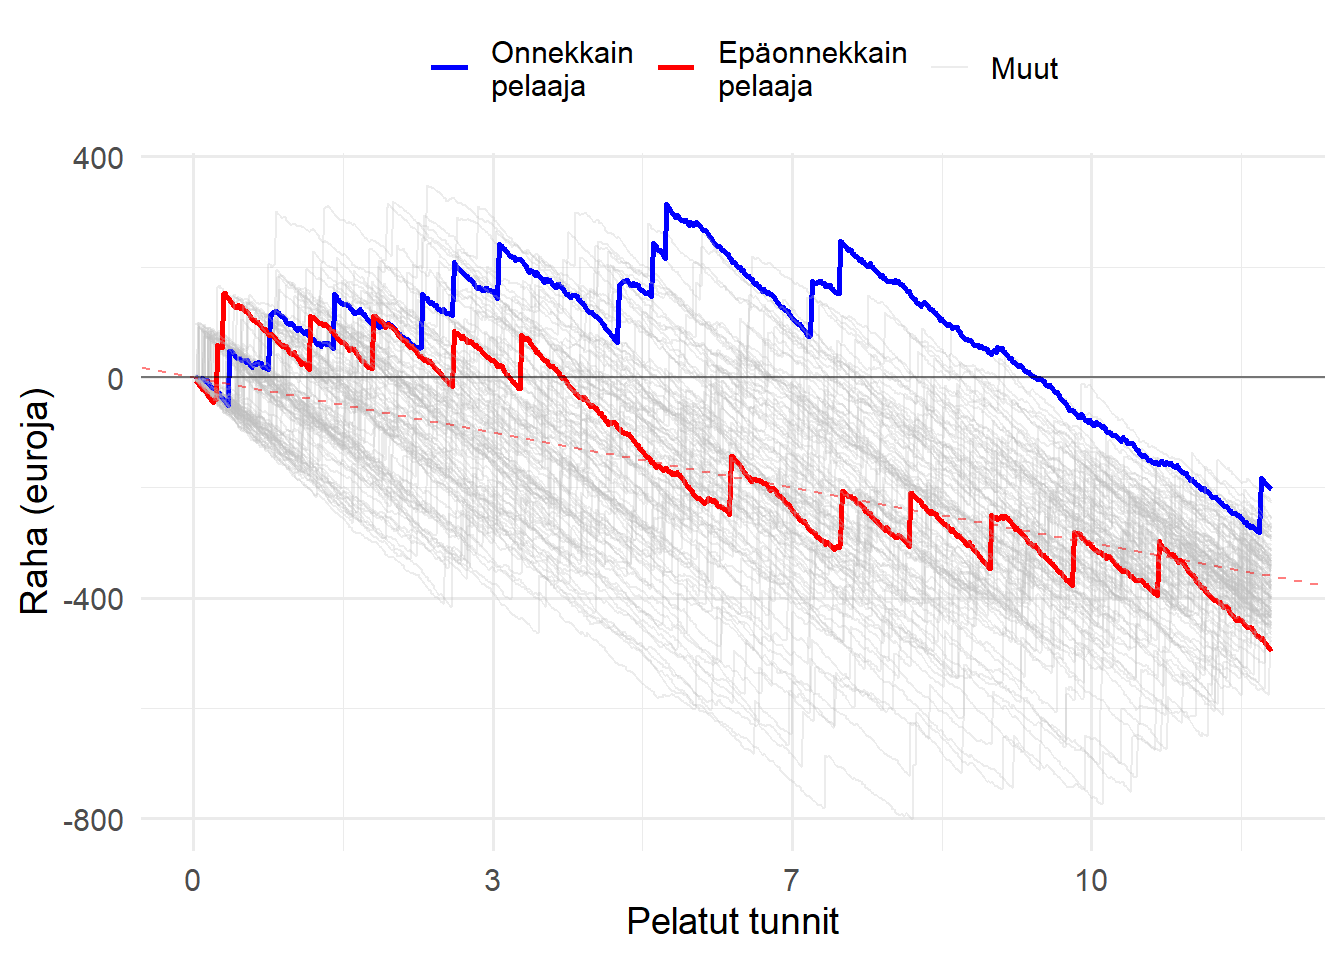 Onnekkain
pelaaja
Epäonnekkain
pelaaja
Muut
400
0
-400
-800
Raha (euroja)
0
3
7
10
Pelatut tunnit